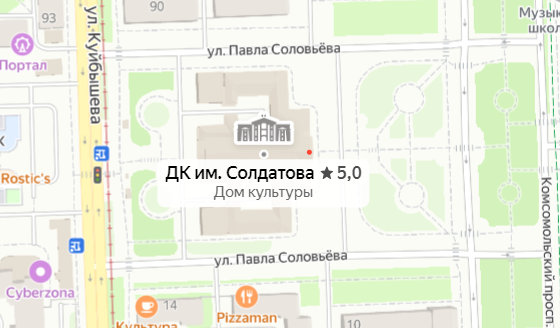 93
90
Музык
школ
ул. Павла Соловьёва
Портал
ул. Куйбышева
Rostic's
ДК им. Солдатова ★ 5,0
Дом культуры
Комсомольский просп
ул. Павла Соловьёва
Cyberzona
14
Культура
Pizzaman
10